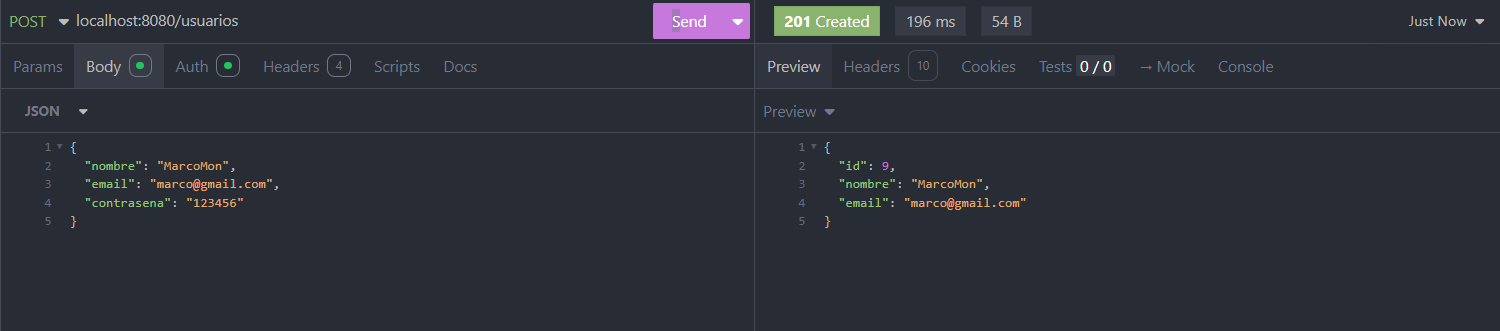 POST localhost:8080/usuarios Send
Params Body Auth Headers 4 Scripts Docs
JSON
1 {
2 "nombre": "MarcoMon",
3 "email": "marco@gmail.com",
4 "contrasena": "123456"
5 }
201 Created 196 ms 54 B Just Now
Preview Headers 10 Cookies Tests 0 / 0 → Mock Console
Preview
1 {
2 "id": 9,
3 "nombre": "MarcoMon",
4 "email": "marco@gmail.com"
5 }